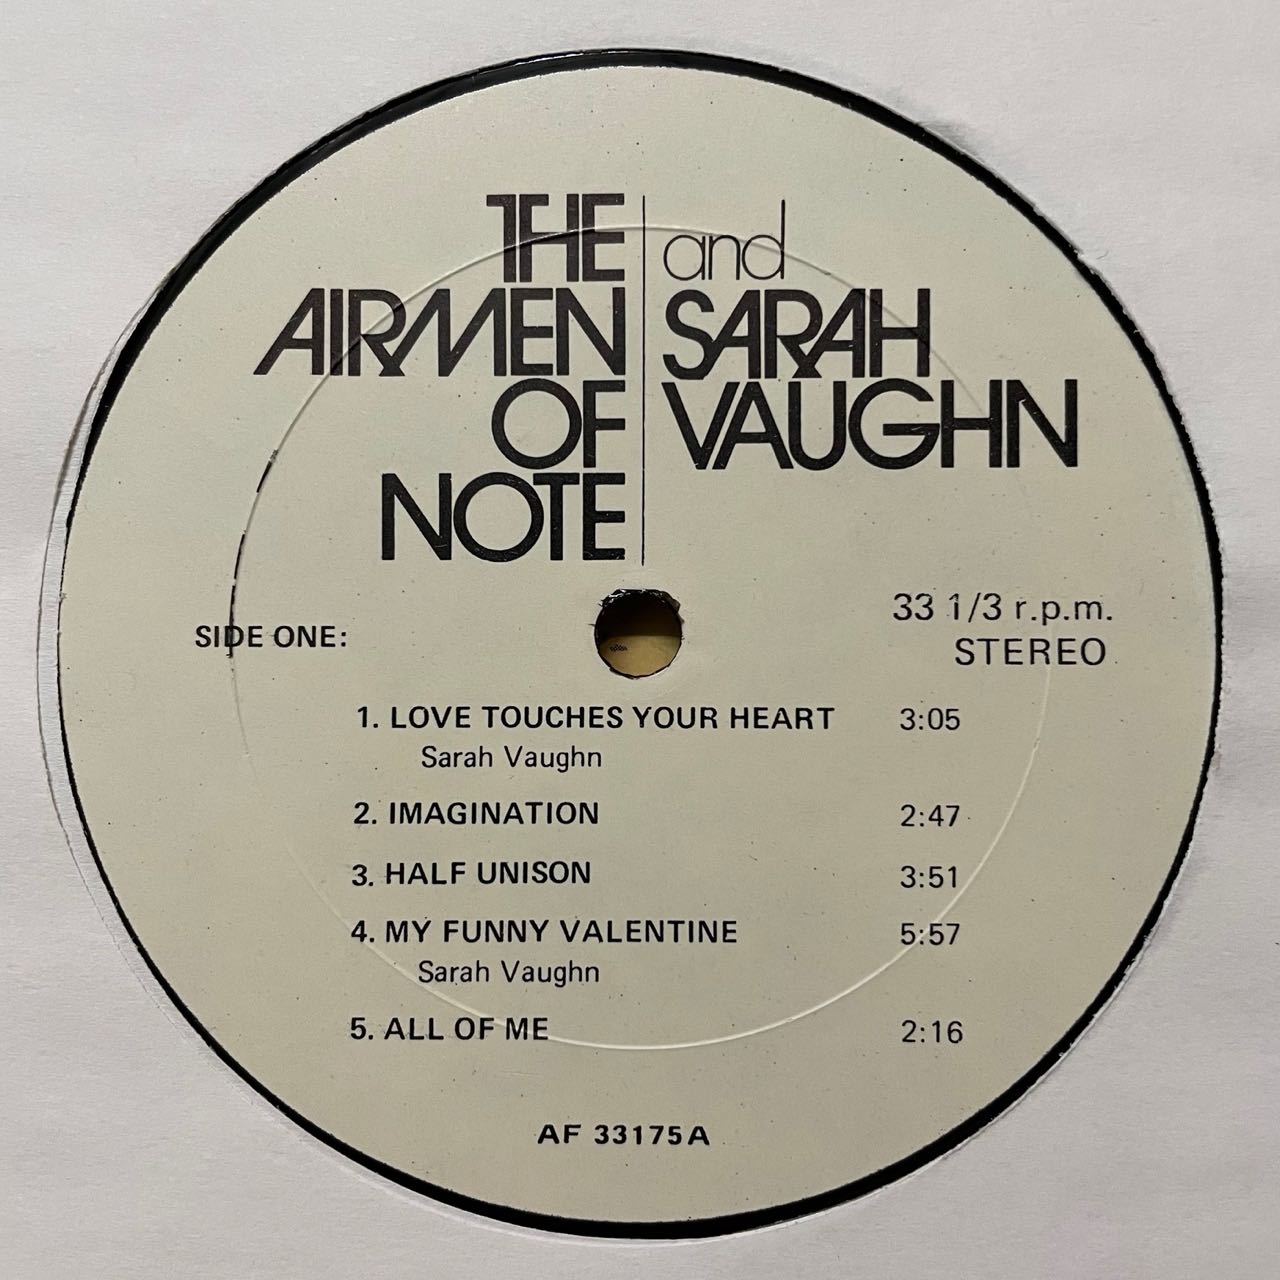 THE
AIRMEN
OF
NOTE
and
SARAH
VAUGHN
33 1/3 r.p.m.
STEREO
SIDE ONE:
1. LOVE TOUCHES YOUR HEART 3:05
Sarah Vaughn
2. IMAGINATION 2:47
3. HALF UNISON 3:51
4. MY FUNNY VALENTINE 5:57
Sarah Vaughn
5. ALL OF ME 2:16
AF 33175A